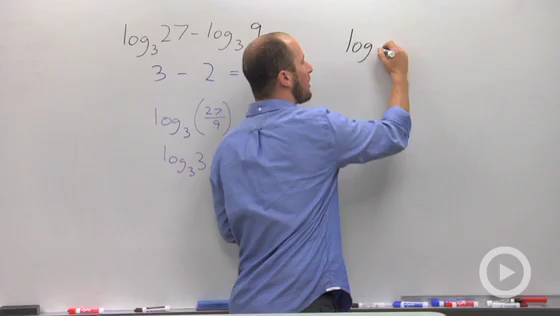 log₃27 - log₃9
3 - 2 =
log₃(27/9)
log₃3
log